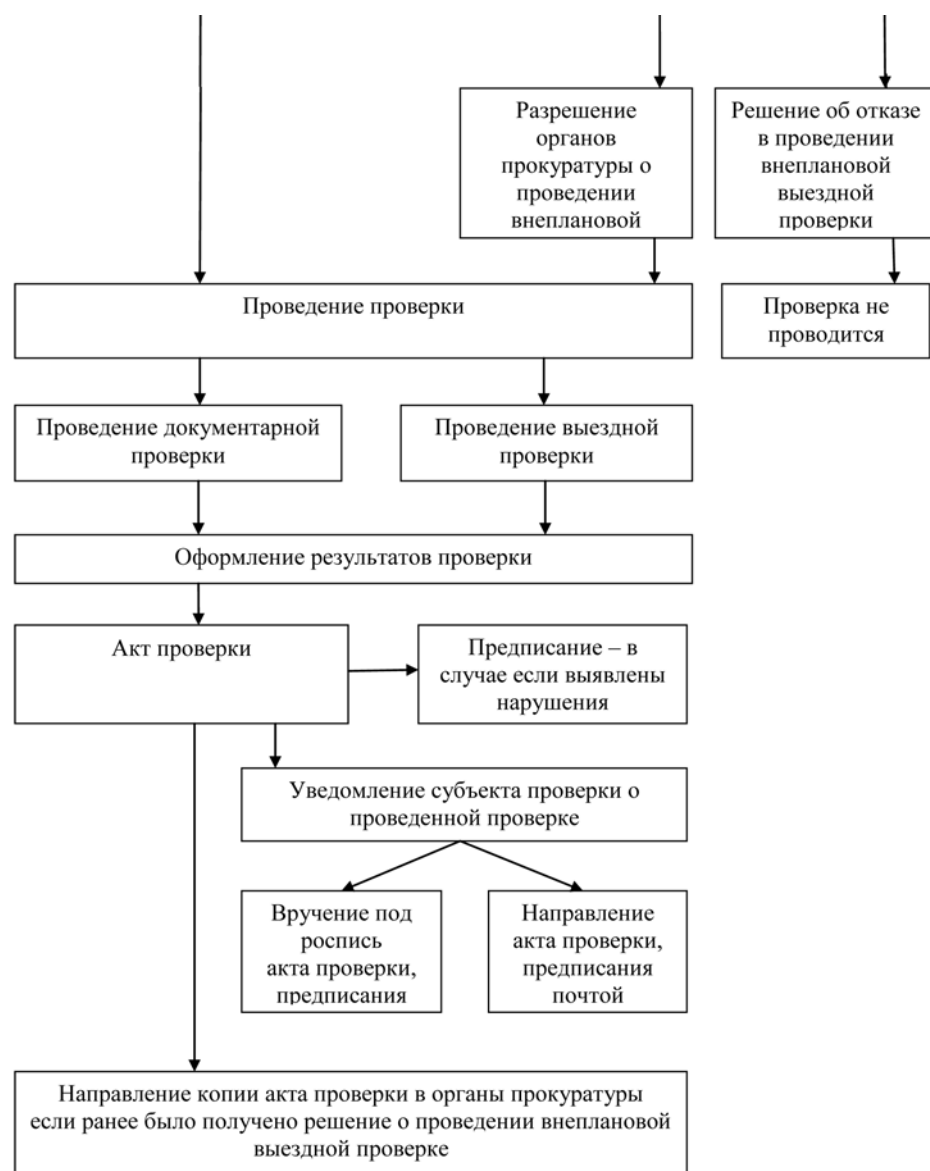 Разрешение
органов
прокуратуры о
проведении
внеплановой
Решение об отказе
в проведении
внеплановой
выездной
проверки
Проведение проверки
Проверка не
проводится
Проведение документарной
проверки
Проведение выездной
проверки
Оформление результатов проверки
Акт проверки
Предписание – в
случае если выявлены
нарушения
Уведомление субъекта проверки о
проведенной проверке
Вручение под
роспись
акта проверки,
предписания
Направление
акта проверки,
предписания
почтой
Направление копии акта проверки в органы прокуратуры
если ранее было получено решение о проведении внеплановой
выездной проверке